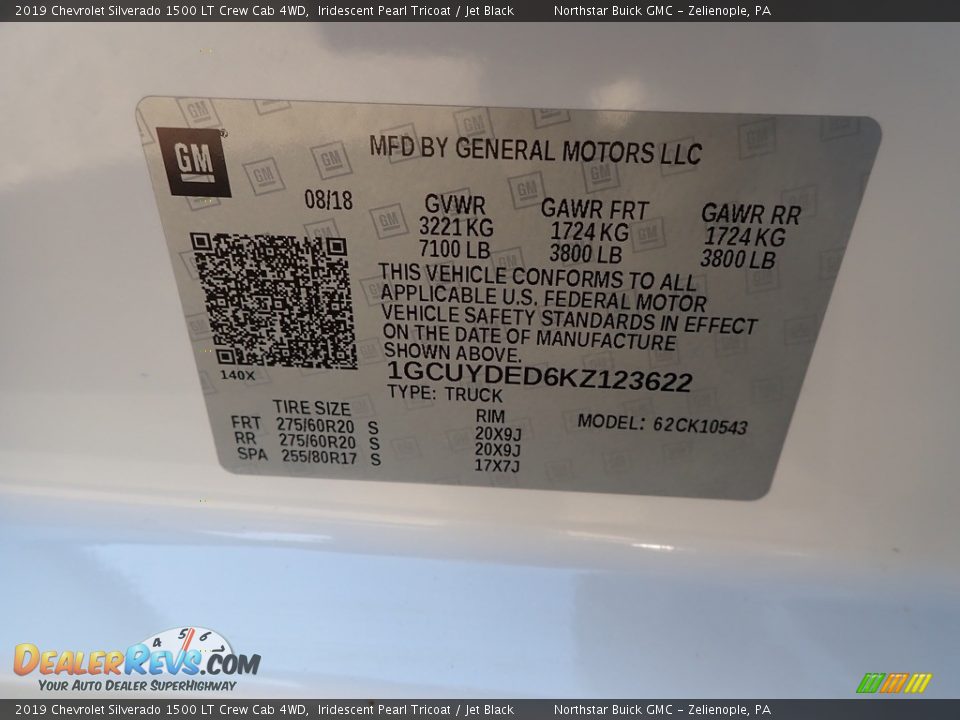 2019 Chevrolet Silverado 1500 LT Crew Cab 4WD, Iridescent Pearl Tricoat / Jet Black Northstar Buick GMC - Zelienople, PA
GM
MFD BY GENERAL MOTORS LLC
08/18 GVWR GAWR FRT GAWR RR
3221 KG 1724 KG 1724 KG
7100 LB 3800 LB 3800 LB
THIS VEHICLE CONFORMS TO ALL
APPLICABLE U.S. FEDERAL MOTOR
VEHICLE SAFETY STANDARDS IN EFFECT
ON THE DATE OF MANUFACTURE
SHOWN ABOVE.
140X
1GCUYDED6KZ123622
TYPE: TRUCK
TIRE SIZE RIM MODEL: 62CK10543
FRT 275/60R20 S 20X9J
RR 275/60R20 S 20X9J
SPA 255/80R17 S 17X7J
4 5 6
DEALERREVS.COM
YOUR AUTO DEALER SUPERHIGHWAY
2019 Chevrolet Silverado 1500 LT Crew Cab 4WD, Iridescent Pearl Tricoat / Jet Black Northstar Buick GMC - Zelienople, PA